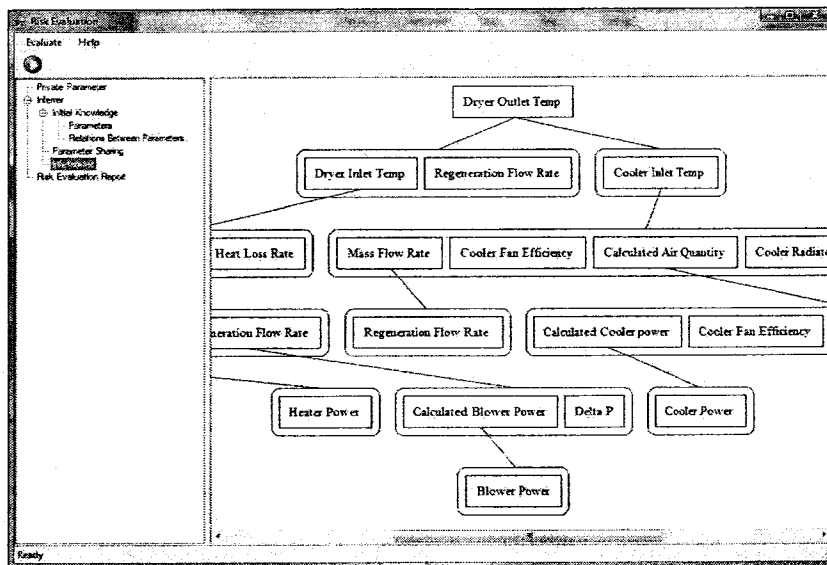 Risk Evaluation
Evaluate Help
Private Parameter
Inferrer
Initial Knowledge
Parameters
Relations Between Parameters
Parameter Sharing
Risk Evaluation Report
Dryer Outlet Temp
Dryer Inlet Temp Regeneration Flow Rate Cooler Inlet Temp
Heat Loss Rate Mass Flow Rate Cooler Fan Efficiency Calculated Air Quantity Cooler Radiat
neration Flow Rate Regeneration Flow Rate Calculated Cooler power Cooler Fan Efficiency
Heater Power Calculated Blower Power Delta P Cooler Power
Blower Power
Ready